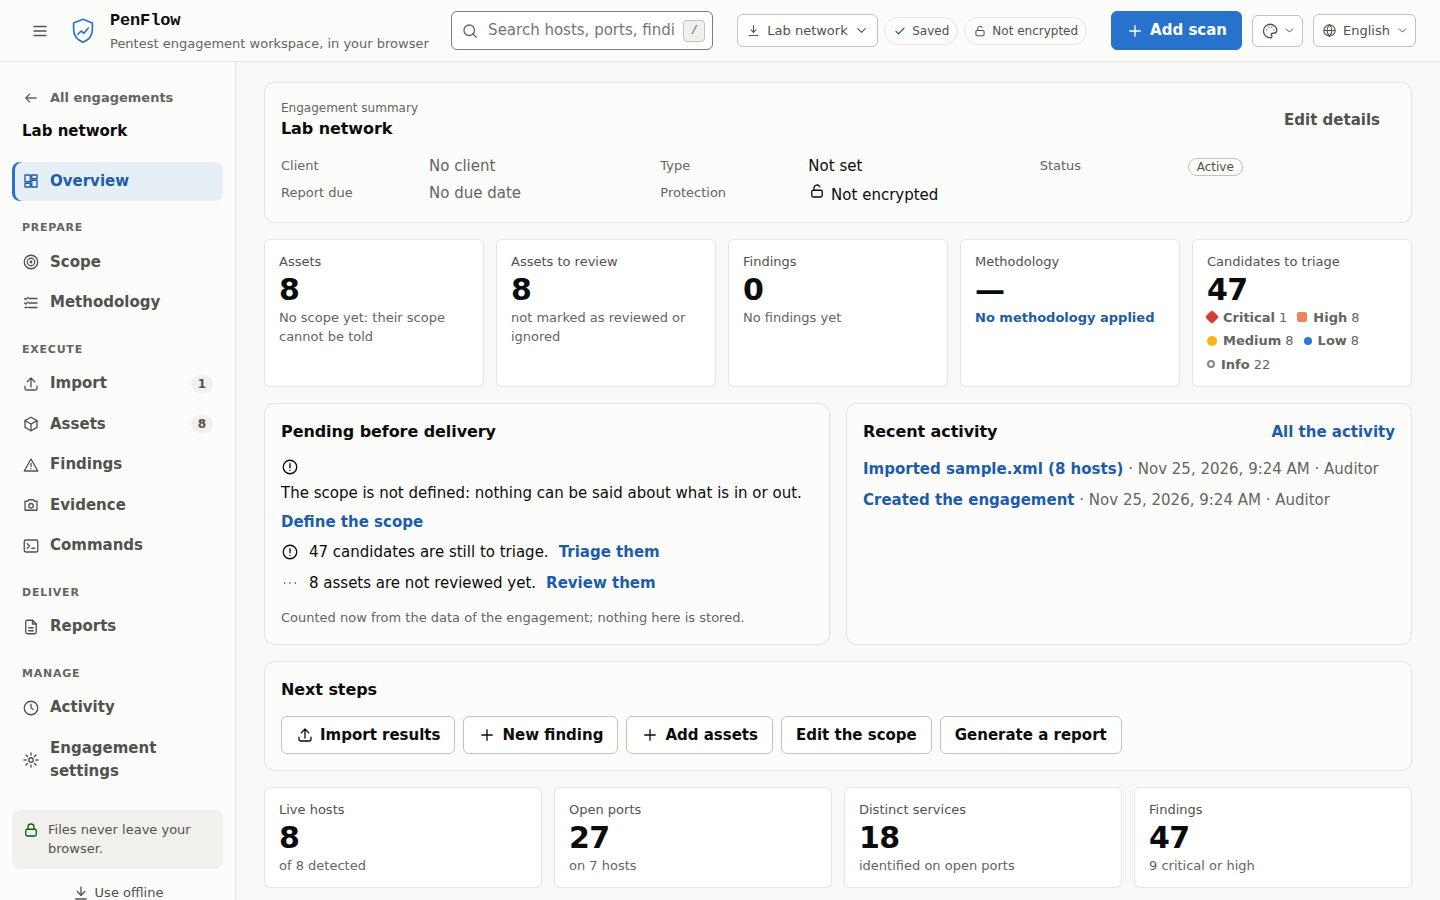 PenFlow
Pentest engagement workspace, in your browser
Search hosts, ports, findi
/
Lab network
Saved
Not encrypted
Add scan
English
All engagements
Lab network
Overview
PREPARE
Scope
Methodology
EXECUTE
Import 1
Assets 8
Findings
Evidence
Commands
DELIVER
Reports
MANAGE
Activity
Engagement
settings
Files never leave your
browser.
Use offline
Engagement summary
Lab network
Edit details
Client No client Type Not set Status Active
Report due No due date Protection Not encrypted
Assets
8
No scope yet: their scope
cannot be told
Assets to review
8
not marked as reviewed or
ignored
Findings
0
No findings yet
Methodology
—
No methodology applied
Candidates to triage
47
Critical 1 High 8
Medium 8 Low 8
Info 22
Pending before delivery
The scope is not defined: nothing can be said about what is in or out.
Define the scope
47 candidates are still to triage. Triage them
8 assets are not reviewed yet. Review them
Counted now from the data of the engagement; nothing here is stored.
Recent activity
All the activity
Imported sample.xml (8 hosts) · Nov 25, 2026, 9:24 AM · Auditor
Created the engagement · Nov 25, 2026, 9:24 AM · Auditor
Next steps
Import results
New finding
Add assets
Edit the scope
Generate a report
Live hosts
8
of 8 detected
Open ports
27
on 7 hosts
Distinct services
18
identified on open ports
Findings
47
9 critical or high